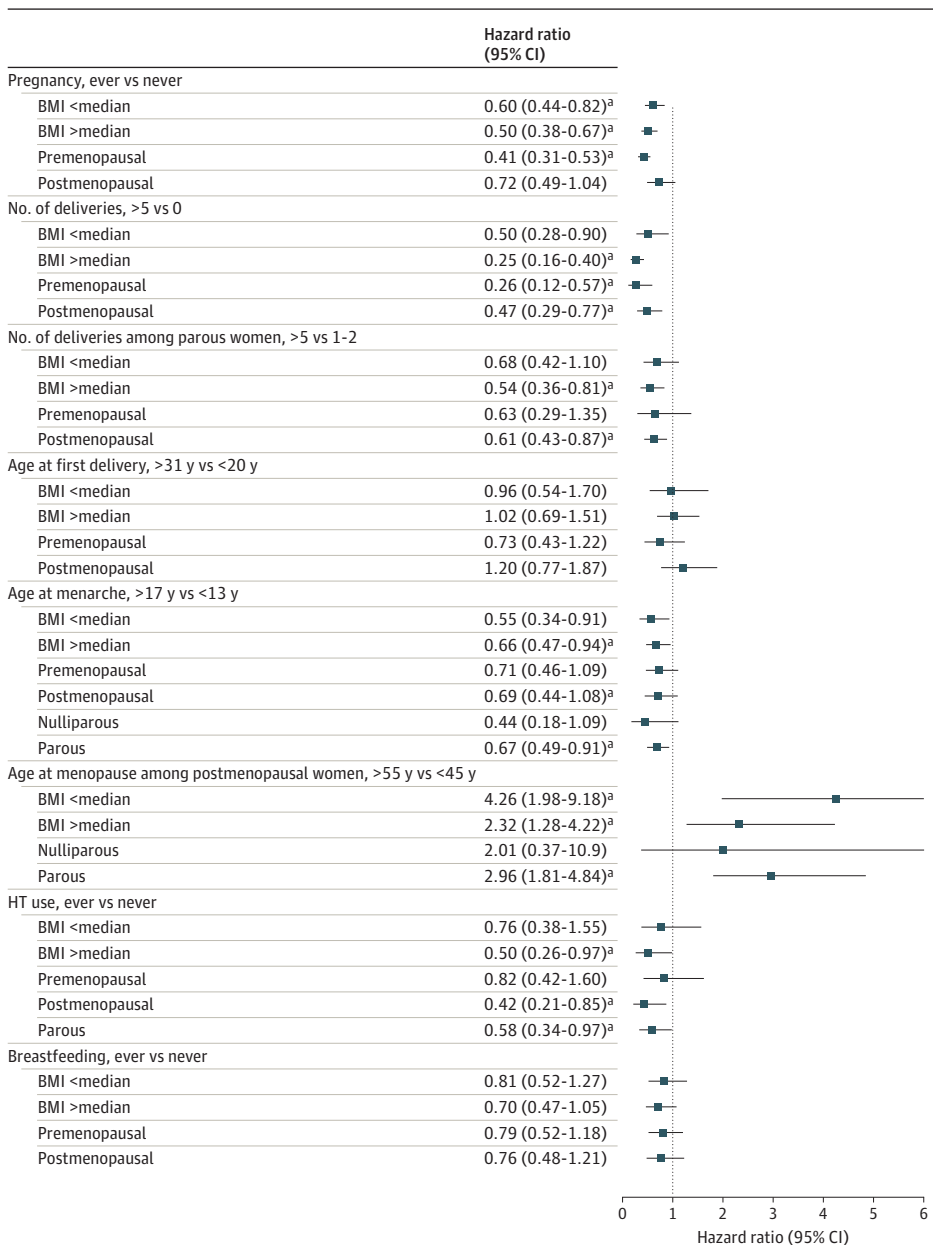 Hazard ratio
(95% CI)
Pregnancy, ever vs never
BMI <median 0.60 (0.44-0.82)a
BMI >median 0.50 (0.38-0.67)a
Premenopausal 0.41 (0.31-0.53)a
Postmenopausal 0.72 (0.49-1.04)
No. of deliveries, >5 vs 0
BMI <median 0.50 (0.28-0.90)
BMI >median 0.25 (0.16-0.40)a
Premenopausal 0.26 (0.12-0.57)a
Postmenopausal 0.47 (0.29-0.77)a
No. of deliveries among parous women, >5 vs 1-2
BMI <median 0.68 (0.42-1.10)
BMI >median 0.54 (0.36-0.81)a
Premenopausal 0.63 (0.29-1.35)
Postmenopausal 0.61 (0.43-0.87)a
Age at first delivery, >31 y vs <20 y
BMI <median 0.96 (0.54-1.70)
BMI >median 1.02 (0.69-1.51)
Premenopausal 0.73 (0.43-1.22)
Postmenopausal 1.20 (0.77-1.87)
Age at menarche, >17 y vs <13 y
BMI <median 0.55 (0.34-0.91)
BMI >median 0.66 (0.47-0.94)a
Premenopausal 0.71 (0.46-1.09)
Postmenopausal 0.69 (0.44-1.08)a
Nulliparous 0.44 (0.18-1.09)
Parous 0.67 (0.49-0.91)a
Age at menopause among postmenopausal women, >55 y vs <45 y
BMI <median 4.26 (1.98-9.18)a
BMI >median 2.32 (1.28-4.22)a
Nulliparous 2.01 (0.37-10.9)
Parous 2.96 (1.81-4.84)a
HT use, ever vs never
BMI <median 0.76 (0.38-1.55)
BMI >median 0.50 (0.26-0.97)a
Premenopausal 0.82 (0.42-1.60)
Postmenopausal 0.42 (0.21-0.85)a
Parous 0.58 (0.34-0.97)a
Breastfeeding, ever vs never
BMI <median 0.81 (0.52-1.27)
BMI >median 0.70 (0.47-1.05)
Premenopausal 0.79 (0.52-1.18)
Postmenopausal 0.76 (0.48-1.21)
0 1 2 3 4 5 6
Hazard ratio (95% CI)